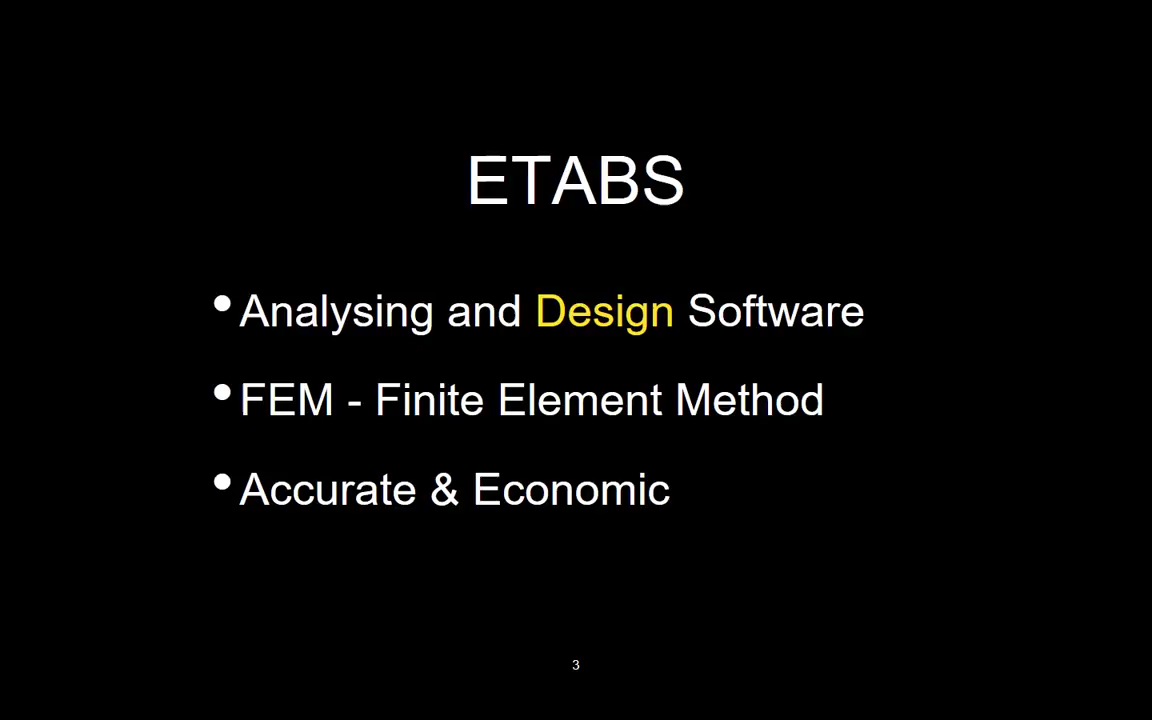 ETABS
•Analysing and Design Software
•FEM - Finite Element Method
•Accurate & Economic
3